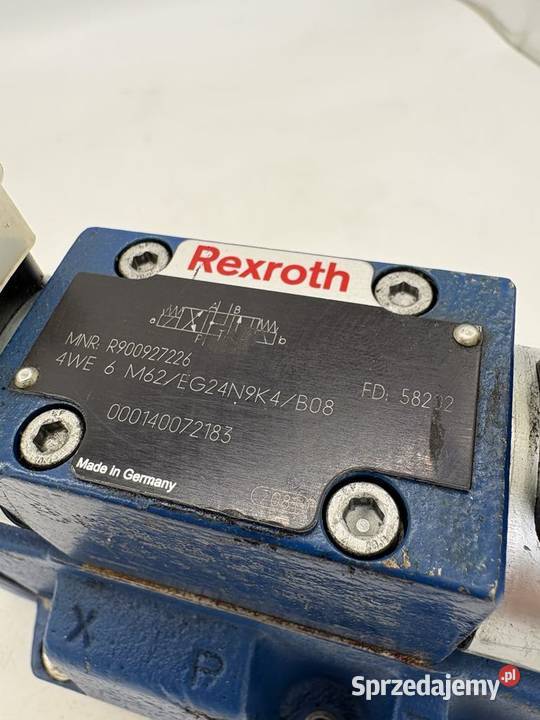 Rexroth
a A B b
MNR: R900927226
4WE 6 M62/EG24N9K4/B08
FD: 58202
000140072183
Made in Germany
X
Sprzedajemy.pl